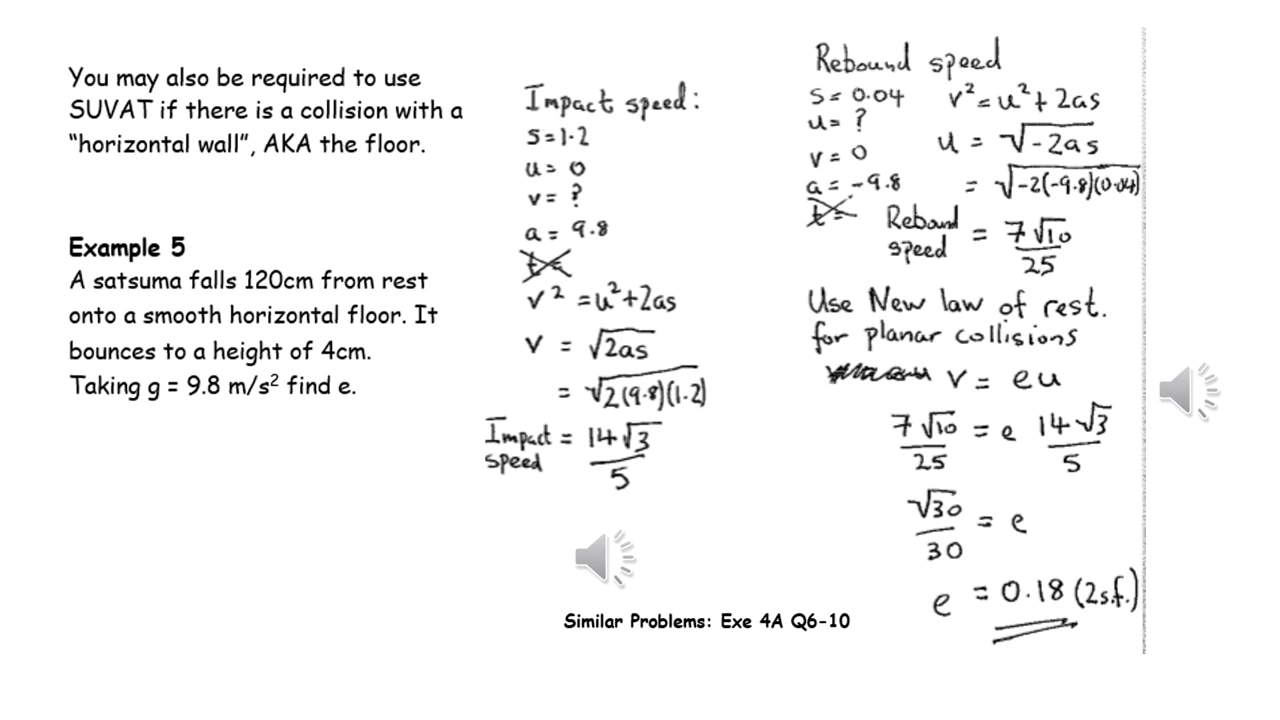 You may also be required to use
SUVAT if there is a collision with a
“horizontal wall”, AKA the floor.
Example 5
A satsuma falls 120cm from rest
onto a smooth horizontal floor. It
bounces to a height of 4cm.
Taking g = 9.8 m/s² find e.
Impact speed:
s=1.2
u= 0
v= ?
a= 9.8
t=
v² =u²+2as
v = √2as
= √2(9.8)(1.2)
Impact speed = 14√3/5
Rebound speed
s= 0.04
u= ?
v= 0
a= -9.8
t=
v²=u²+2as
u = √-2as
= √-2(-9.8)(0.04)
Rebound speed = 7√10/25
Use New law of rest.
for planar collisions
v = eu
7√10/25 = e 14√3/5
√30/30 = e
e = 0.18 (2s.f.)
Similar Problems: Exe 4A Q6-10